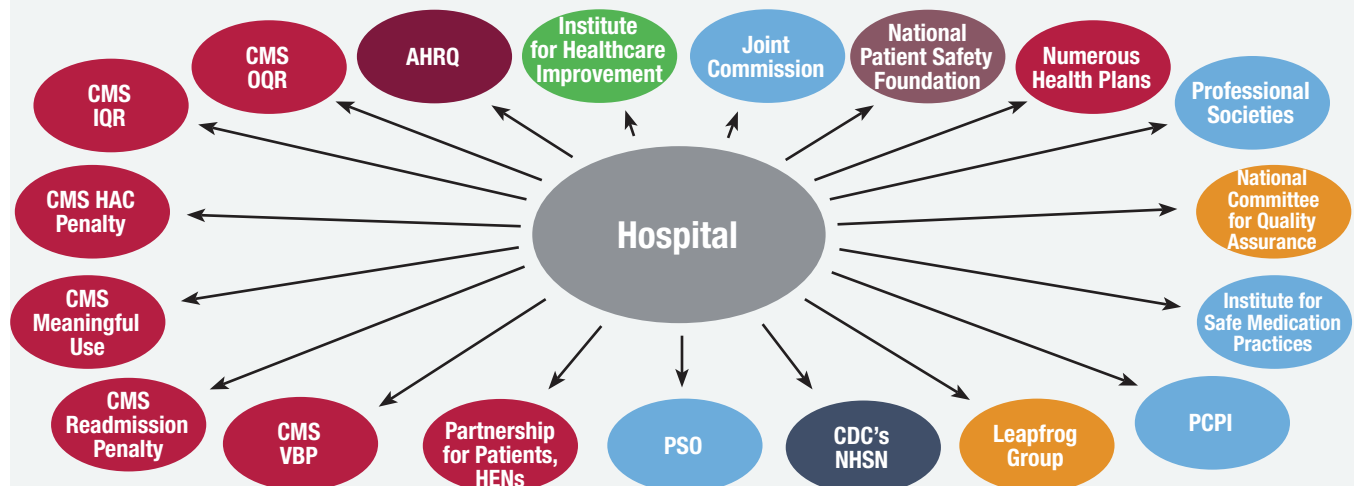 CMS
IQR
CMS
OQR
AHRQ
Institute
for Healthcare
Improvement
Joint
Commission
National
Patient Safety
Foundation
Numerous
Health Plans
Professional
Societies
CMS HAC
Penalty
Hospital
National
Committee
for Quality
Assurance
CMS
Meaningful
Use
Institute for
Safe Medication
Practices
CMS
Readmission
Penalty
CMS
VBP
Partnership
for Patients,
HENs
PSO
CDC's
NHSN
Leapfrog
Group
PCPI